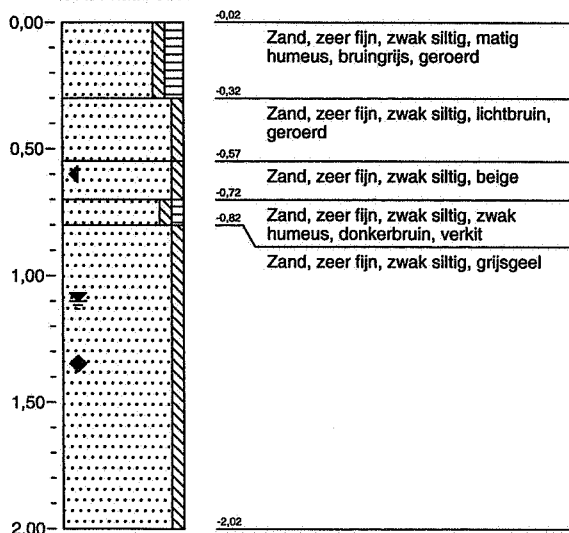 0,00
-0,02
Zand, zeer fijn, zwak siltig, matig
humeus, bruingrijs, geroerd
-0,32
Zand, zeer fijn, zwak siltig, lichtbruin,
geroerd
0,50
-0,57
Zand, zeer fijn, zwak siltig, beige
-0,72
Zand, zeer fijn, zwak siltig, zwak
humeus, donkerbruin, verkit
-0,82
Zand, zeer fijn, zwak siltig, grijsgeel
1,00
1,50
2,00
-2,02